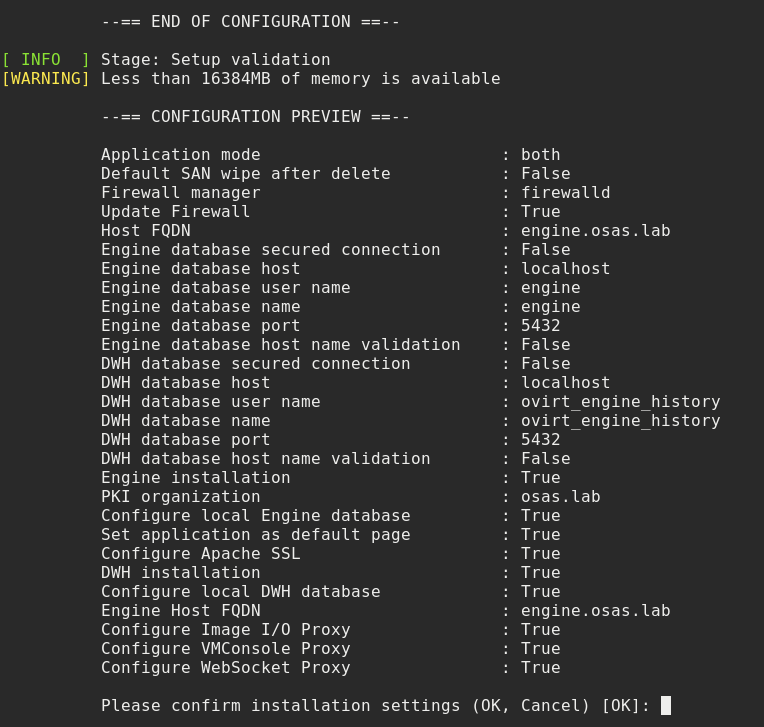 --== END OF CONFIGURATION ==--
[ INFO  ] Stage: Setup validation
[WARNING] Less than 16384MB of memory is available
--== CONFIGURATION PREVIEW ==--
Application mode                        : both
Default SAN wipe after delete           : False
Firewall manager                        : firewalld
Update Firewall                         : True
Host FQDN                               : engine.osas.lab
Engine database secured connection      : False
Engine database host                    : localhost
Engine database user name               : engine
Engine database name                    : engine
Engine database port                    : 5432
Engine database host name validation    : False
DWH database secured connection         : False
DWH database host                       : localhost
DWH database user name                  : ovirt_engine_history
DWH database name                       : ovirt_engine_history
DWH database port                       : 5432
DWH database host name validation       : False
Engine installation                     : True
PKI organization                        : osas.lab
Configure local Engine database         : True
Set application as default page         : True
Configure Apache SSL                    : True
DWH installation                        : True
Configure local DWH database            : True
Engine Host FQDN                        : engine.osas.lab
Configure Image I/O Proxy               : True
Configure VMConsole Proxy               : True
Configure WebSocket Proxy               : True
Please confirm installation settings (OK, Cancel) [OK]: